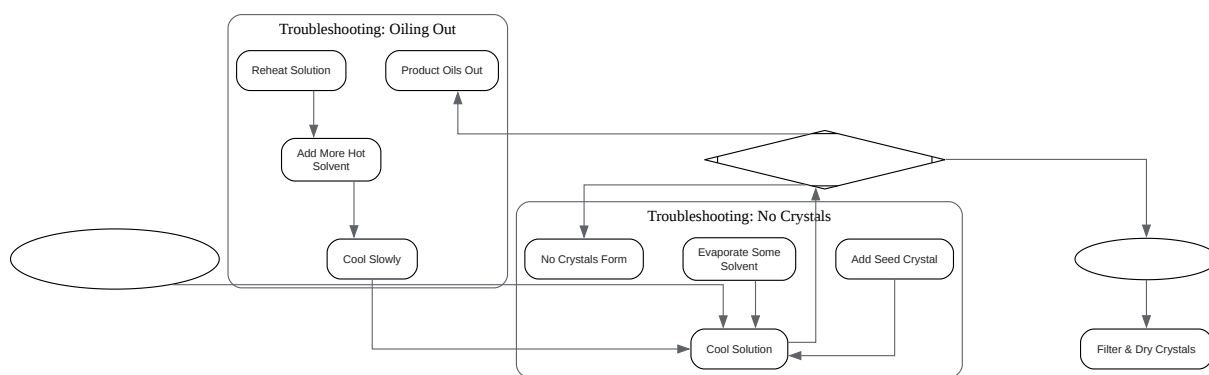 Troubleshooting: Oiling Out
Reheat Solution
Product Oils Out
Add More Hot
Solvent
Cool Slowly
Troubleshooting: No Crystals
No Crystals Form
Evaporate Some
Solvent
Add Seed Crystal
Cool Solution
Filter & Dry Crystals